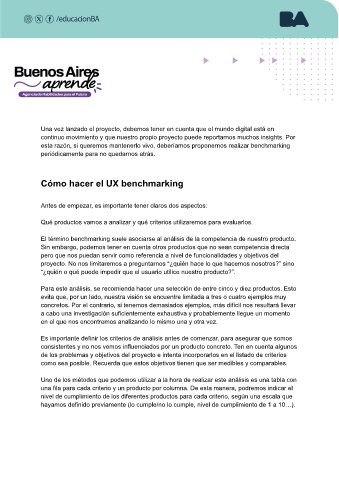 /educacionBA
BA
Buenos Aires
aprende
Agencia de Habilidades para el Futuro
Una vez lanzado el proyecto, debemos tener en cuenta que el mundo digital está en
continuo movimiento y que nuestro propio proyecto puede reportarnos muchos insights. Por
esta razón, si queremos mantenerlo vivo, deberíamos proponernos realizar benchmarking
periódicamente para no quedarnos atrás.
Cómo hacer el UX benchmarking
Antes de empezar, es importante tener claros dos aspectos:
Qué productos vamos a analizar y qué criterios utilizaremos para evaluarlos.
El término benchmarking suele asociarse al análisis de la competencia de nuestro producto.
Sin embargo, podemos tener en cuenta otros productos que no sean competencia directa
pero que nos puedan servir como referencia a nivel de funcionalidades y objetivos del
proyecto. No nos limitaremos a preguntarnos “¿quién hace lo que hacemos nosotros?” sino
“¿quién o qué puede impedir que el usuario utilice nuestro producto?”.
Para este análisis, se recomienda hacer una selección de entre cinco y diez productos. Esto
evita que, por un lado, nuestra visión se encuentre limitada a tres o cuatro ejemplos muy
concretos. Por el contrario, si tenemos demasiados ejemplos, más difícil nos resultará llevar
a cabo una investigación suficientemente exhaustiva y probablemente llegue un momento
en el que nos encontremos analizando lo mismo una y otra vez.
Es importante definir los criterios de análisis antes de comenzar, para asegurar que somos
consistentes y no nos vemos influenciados por un producto concreto. Ten en cuenta algunos
de los problemas y objetivos del proyecto e intenta incorporarlos en el listado de criterios
como sea posible. Recuerda que estos objetivos tienen que ser medibles y comparables.
Uno de los métodos que podemos utilizar a la hora de realizar este análisis es una tabla con
una fila para cada criterio y un producto por columna. De esta manera, podremos indicar el
nivel de cumplimiento de los diferentes productos para cada criterio, según una escala que
hayamos definido previamente (lo cumple/no lo cumple, nivel de cumplimiento de 1 a 10…).